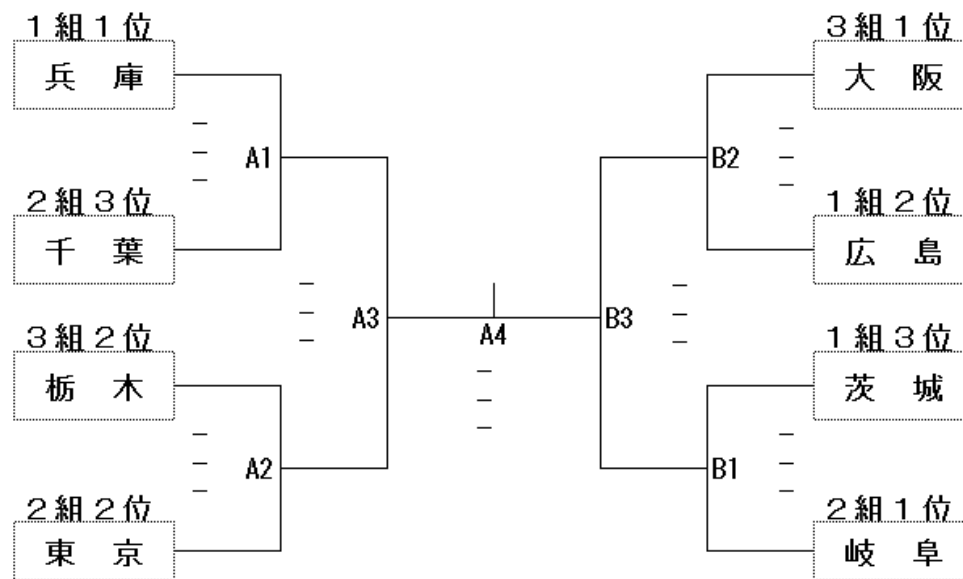 １組１位
兵　庫
A1
２組３位
千　葉
A3
３組２位
栃　木
A2
２組２位
東　京
A4
３組１位
大　阪
B2
１組２位
広　島
B3
１組３位
茨　城
B1
２組１位
岐　阜